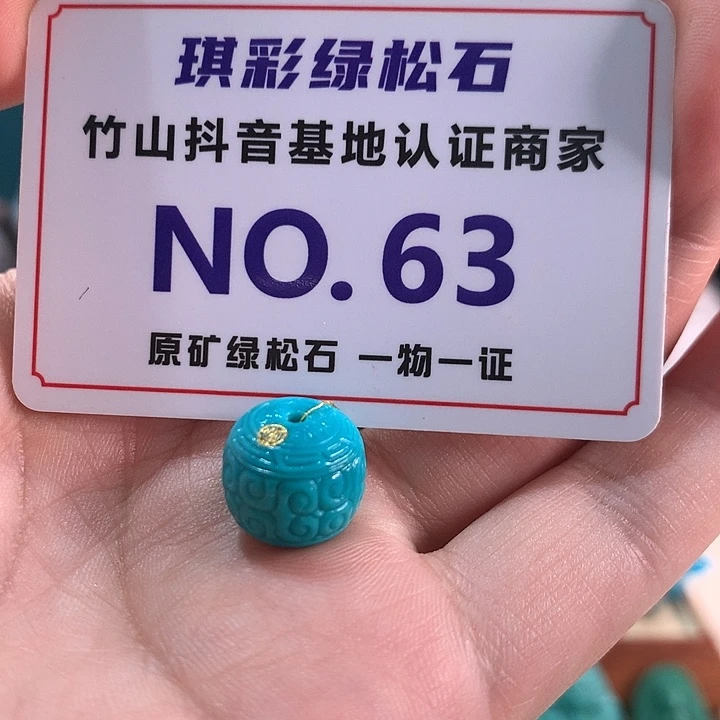 琪彩绿松石
竹山抖音基地认证商家
NO. 63
原矿绿松石 一物一证